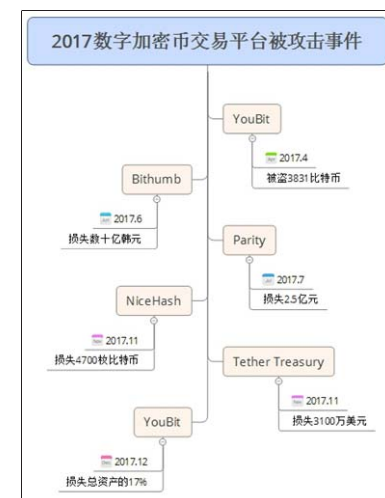 2017数字加密币交易平台被攻击事件
YouBit
2017.4
被盗3831比特币
Bithumb
2017.6
损失数十亿韩元
Parity
2017.7
损失2.5亿元
NiceHash
2017.11
损失4700枚比特币
Tether Treasury
2017.11
损失3100万美元
YouBit
2017.12
损失总资产的17%